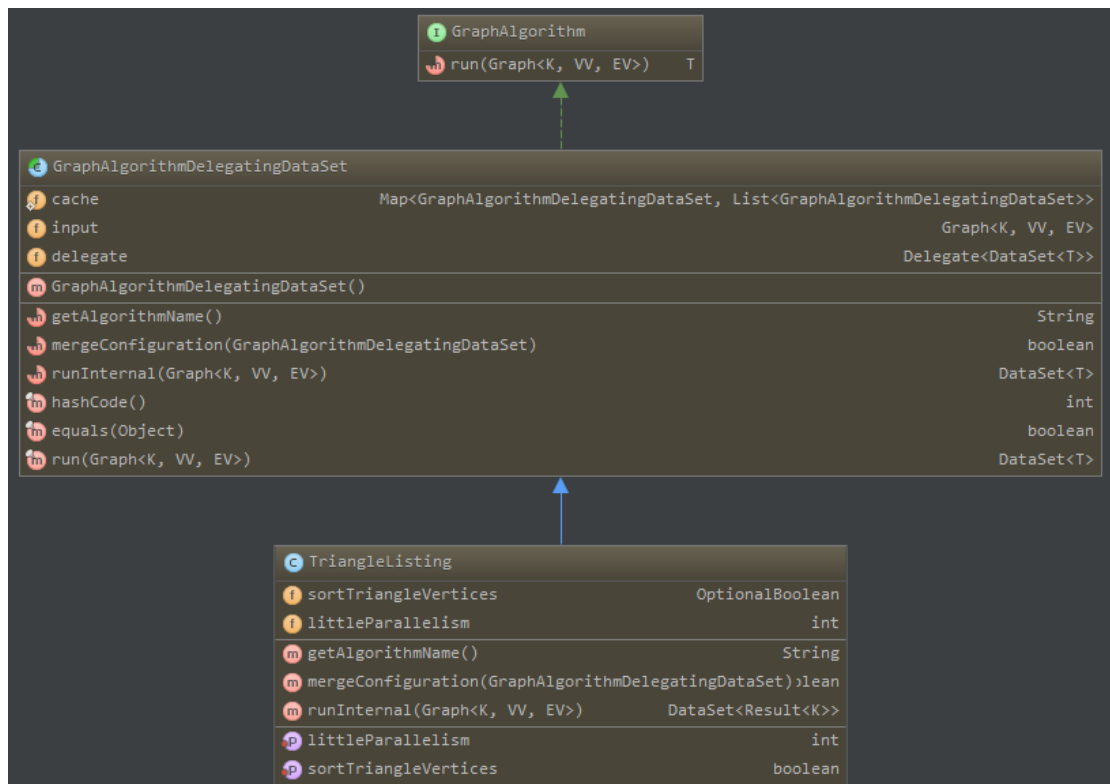 GraphAlgorithm
run(Graph<K, VV, EV>) T
GraphAlgorithmDelegatingDataSet
cache Map<GraphAlgorithmDelegatingDataSet, List<GraphAlgorithmDelegatingDataSet>>
input Graph<K, VV, EV>
delegate Delegate<DataSet<T>>
GraphAlgorithmDelegatingDataSet()
getAlgorithmName() String
mergeConfiguration(GraphAlgorithmDelegatingDataSet) boolean
runInternal(Graph<K, VV, EV>) DataSet<T>
hashCode() int
equals(Object) boolean
run(Graph<K, VV, EV>) DataSet<T>
TriangleListing
sortTriangleVertices OptionalBoolean
littleParallelism int
getAlgorithmName() String
mergeConfiguration(GraphAlgorithmDelegatingDataSet) lean
runInternal(Graph<K, VV, EV>) DataSet<Result<K>>
littleParallelism int
sortTriangleVertices boolean